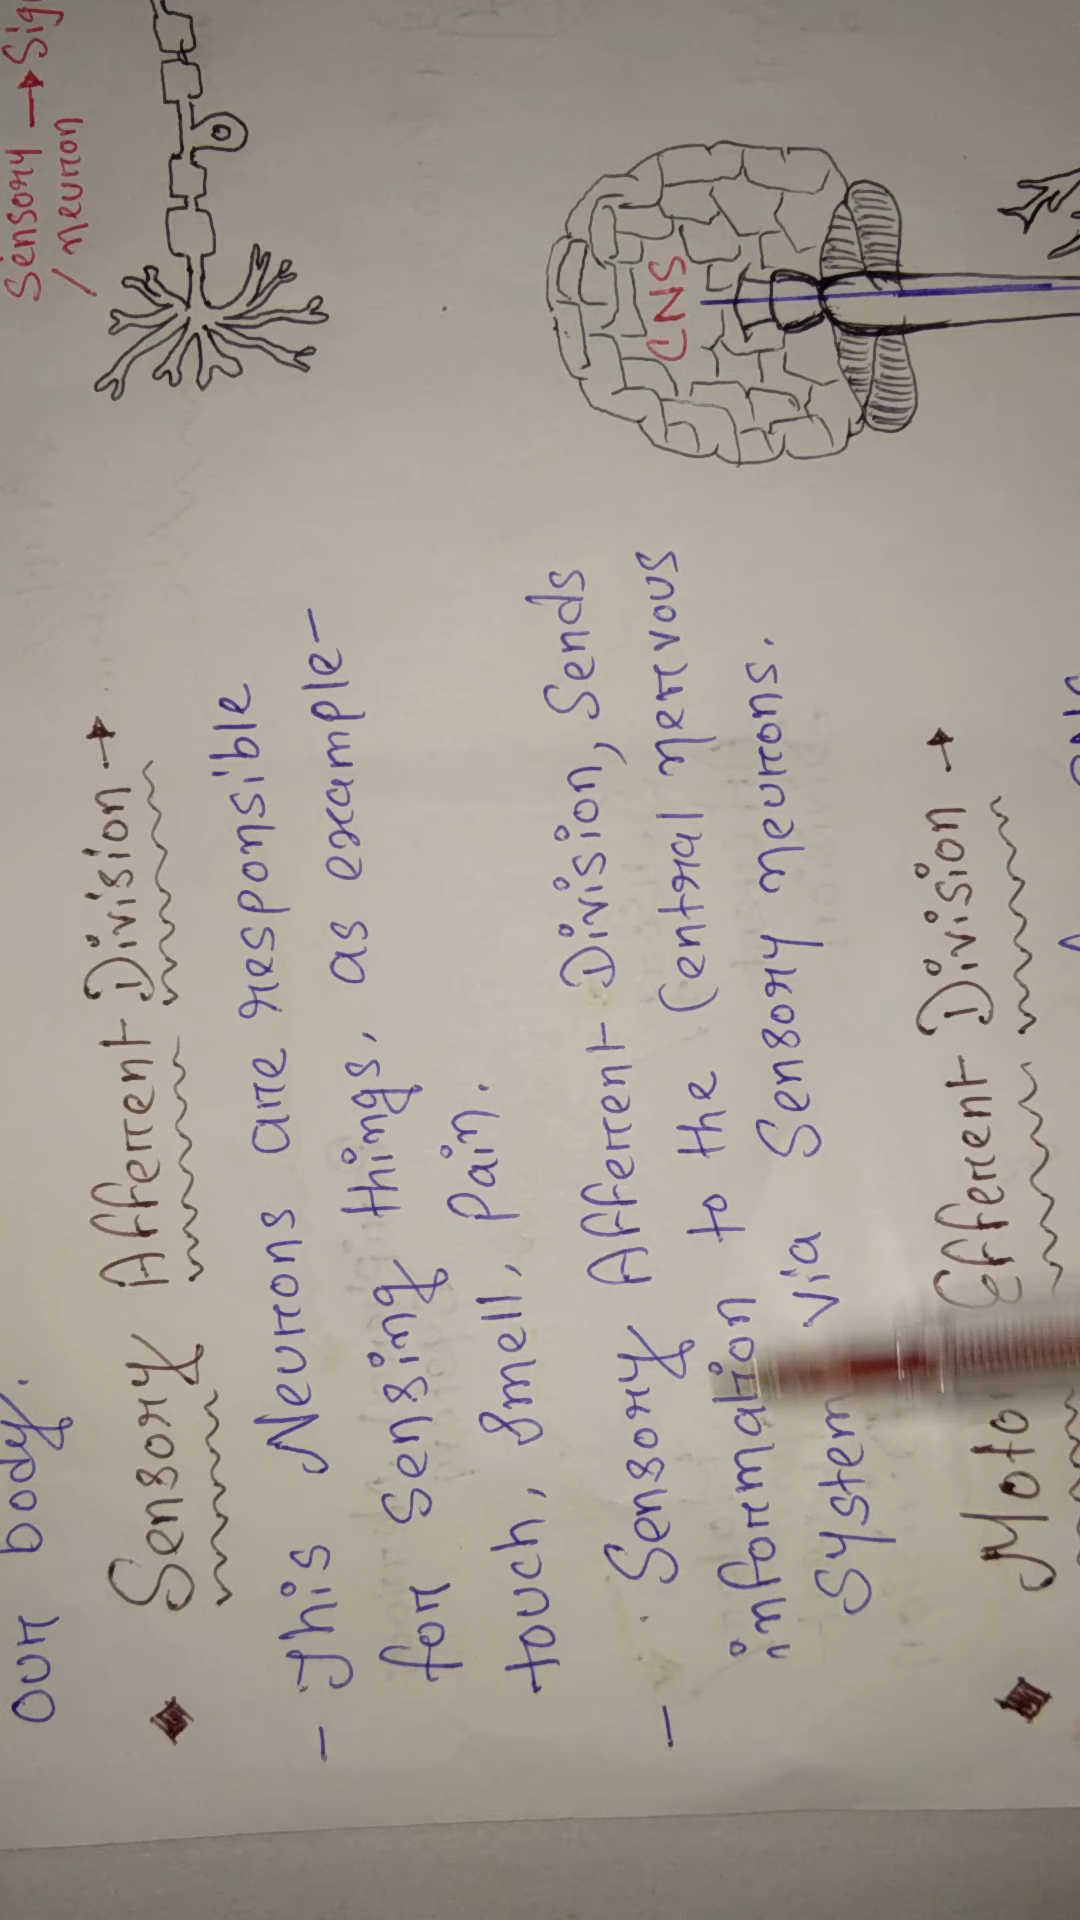 our body.
Sensory → Sig
/neuron
◆ Sensory Afferent Division →
- This Neurons are responsible
for Sensing things, as example-
touch, Smell, Pain.
CNS
- Sensory Afferent Division, Sends
information to the Central nervous
System via Sensory neurons.
◆ Moto Efferent Division →